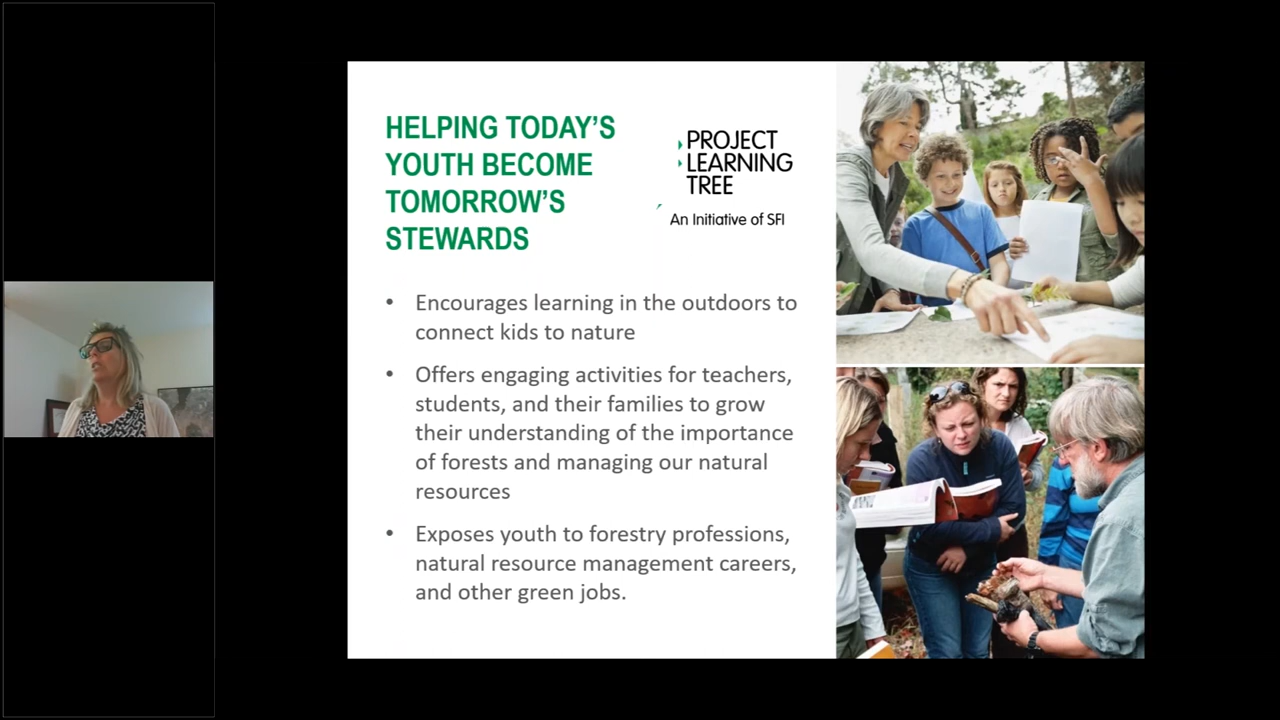 HELPING TODAY'S
YOUTH BECOME
TOMORROW'S
STEWARDS
PROJECT
LEARNING
TREE
An Initiative of SFI
• Encourages learning in the outdoors to
connect kids to nature
• Offers engaging activities for teachers,
students, and their families to grow
their understanding of the importance
of forests and managing our natural
resources
• Exposes youth to forestry professions,
natural resource management careers,
and other green jobs.